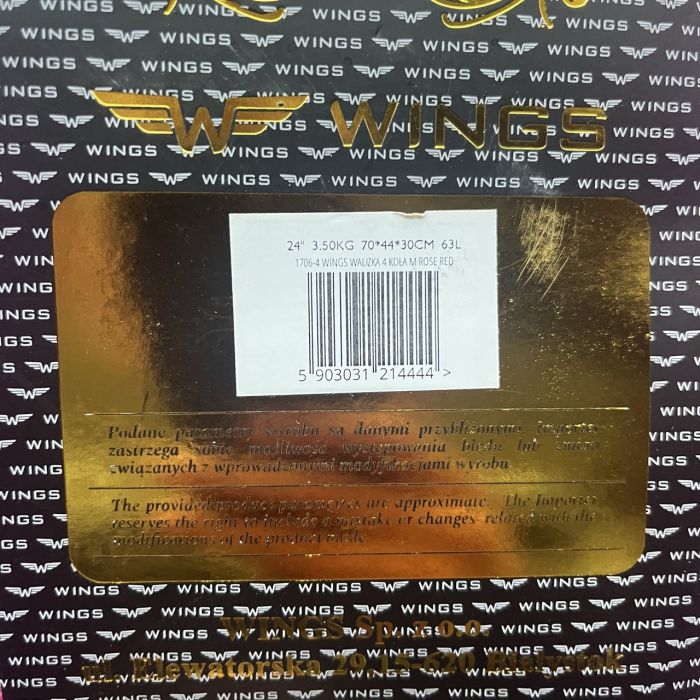 WINGS
24" 3.50KG 70*44*30CM 63L
1706-4 WINGS WALIZKA 4 KOŁA M ROSE RED
5 903031 214444 >
Podane parametry wyrobu są danymi przybliżonymi. Importer
zastrzega sobie możliwość występowania błędu lub zmian
związanych z wprowadzonymi modyfikacjami wyrobu
The provided product parametres are approximate. The Importer
reserves the right to include a mistake or changes related with the
modifications of the product made
WINGS Sp. z o.o.
ul. Elewatorska 29, 15-620 Białystok